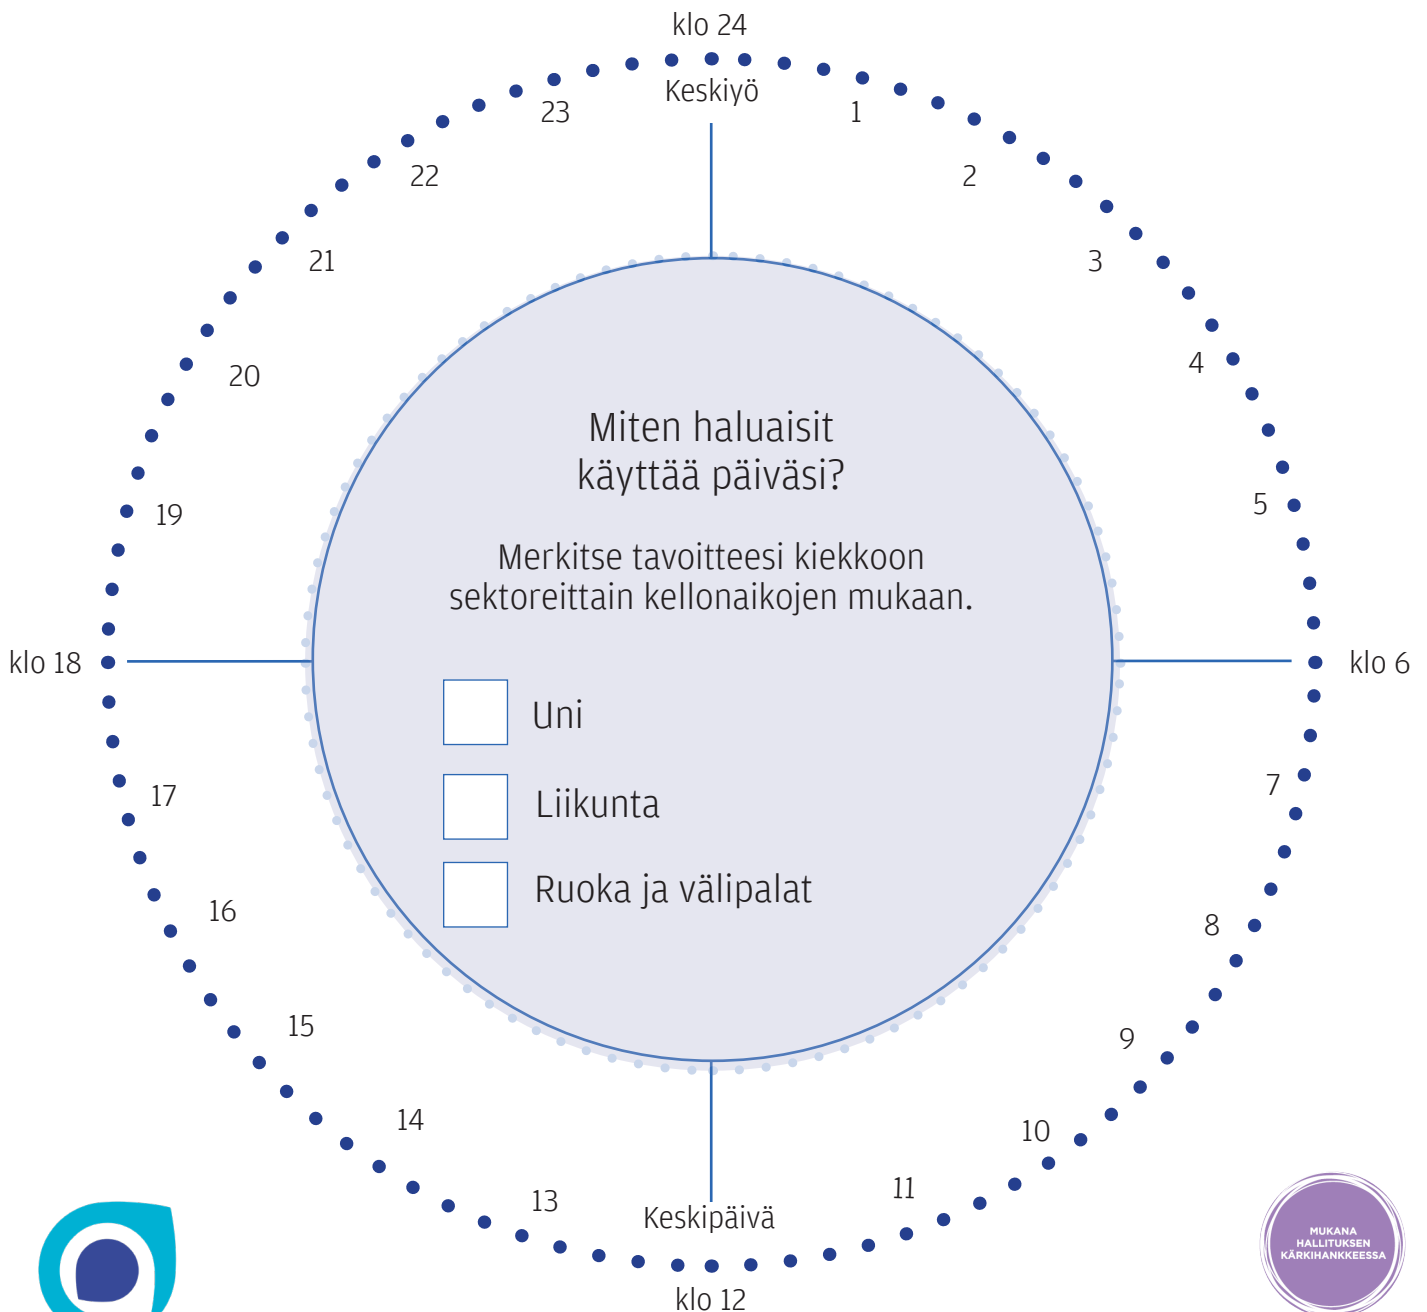 klo 24
Keskiyö
23
1
22
2
21
3
20
4
19
5
Miten haluaisit
käyttää päiväsi?
Merkitse tavoitteesi kiekkoon
sektoreittain kellonaikojen mukaan.
klo 18
klo 6
Uni
Liikunta
Ruoka ja välipalat
17
7
16
8
15
9
14
10
13
11
Keskipäivä
klo 12
MUKANA
HALLITUKSEN
KÄRKIHANKKEESSA